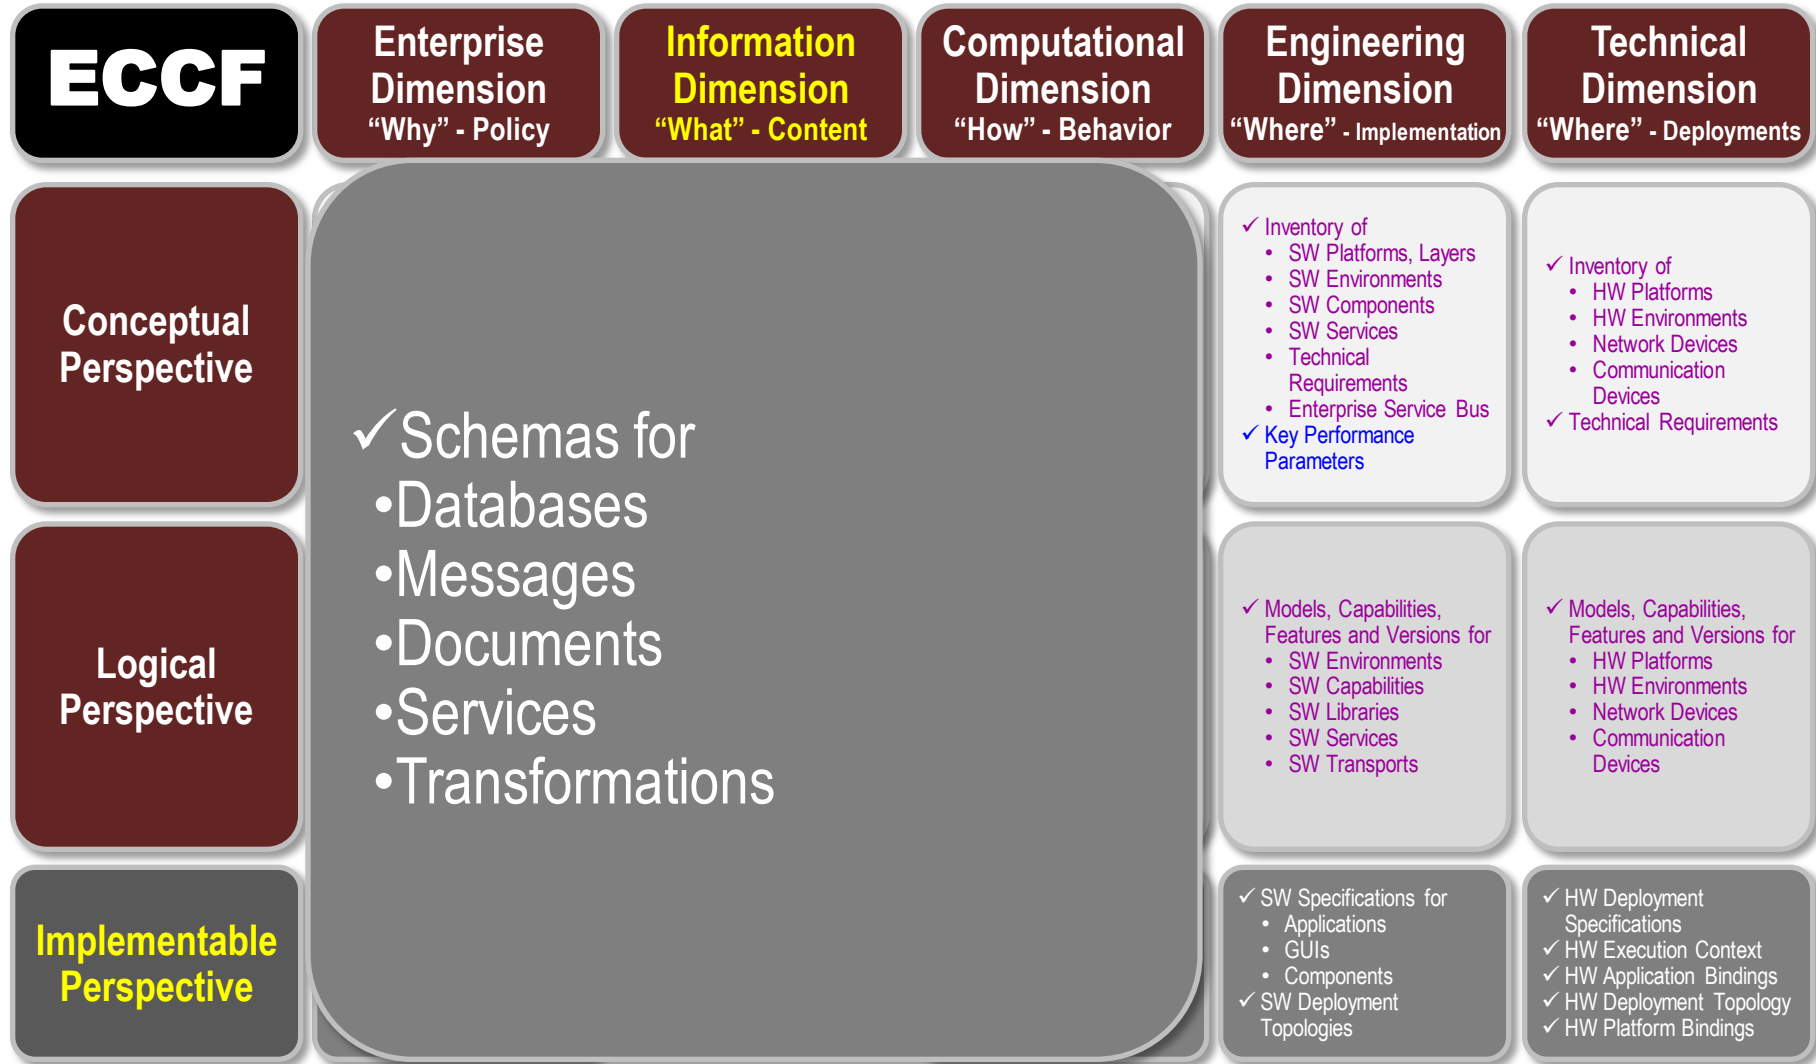 ECCF
Enterprise
Dimension
“Why” - Policy
Information
Dimension
“What” - Content
Computational
Dimension
“How” - Behavior
Engineering
Dimension
“Where” - Implementation
Technical
Dimension
“Where” - Deployments
Conceptual
Perspective
✓Schemas for
•Databases
•Messages
•Documents
•Services
•Transformations
✓ Inventory of
• SW Platforms, Layers
• SW Environments
• SW Components
• SW Services
• Technical
Requirements
• Enterprise Service Bus
✓ Key Performance
Parameters
✓ Inventory of
• HW Platforms
• HW Environments
• Network Devices
• Communication
Devices
✓ Technical Requirements
Logical
Perspective
✓ Models, Capabilities,
Features and Versions for
• SW Environments
• SW Capabilities
• SW Libraries
• SW Services
• SW Transports
✓ Models, Capabilities,
Features and Versions for
• HW Platforms
• HW Environments
• Network Devices
• Communication
Devices
Implementable
Perspective
✓ SW Specifications for
• Applications
• GUIs
• Components
✓ SW Deployment
Topologies
✓ HW Deployment
Specifications
✓ HW Execution Context
✓ HW Application Bindings
✓ HW Deployment Topology
✓ HW Platform Bindings